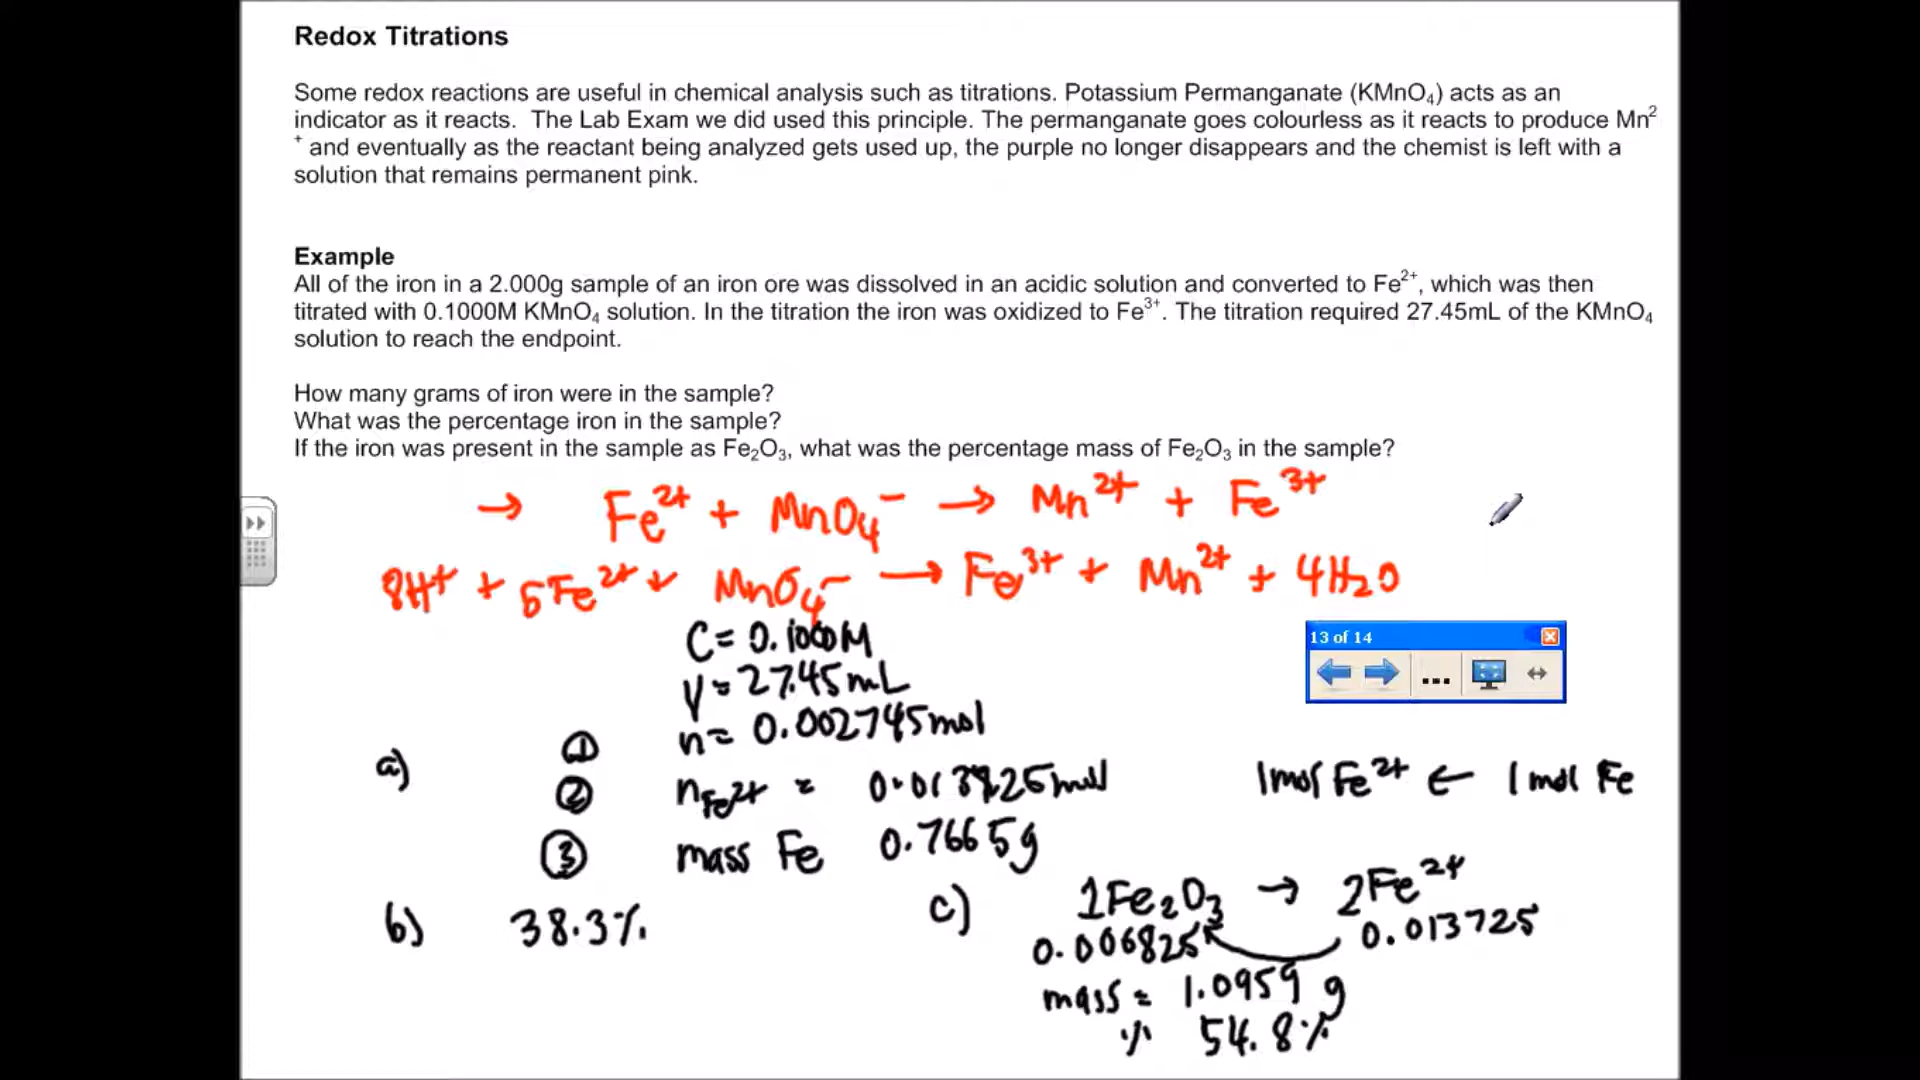 Redox Titrations
Some redox reactions are useful in chemical analysis such as titrations. Potassium Permanganate (KMnO₄) acts as an
indicator as it reacts.  The Lab Exam we did used this principle. The permanganate goes colourless as it reacts to produce Mn²
⁺ and eventually as the reactant being analyzed gets used up, the purple no longer disappears and the chemist is left with a
solution that remains permanent pink.
Example
All of the iron in a 2.000g sample of an iron ore was dissolved in an acidic solution and converted to Fe²⁺, which was then
titrated with 0.1000M KMnO₄ solution. In the titration the iron was oxidized to Fe³⁺. The titration required 27.45mL of the KMnO₄
solution to reach the endpoint.
How many grams of iron were in the sample?
What was the percentage iron in the sample?
If the iron was present in the sample as Fe₂O₃, what was the percentage mass of Fe₂O₃ in the sample?
→ Fe²⁺ + MnO₄⁻ → Mn²⁺ + Fe³⁺
8H⁺ + 5Fe²⁺ + MnO₄⁻ → Fe³⁺ + Mn²⁺ + 4H₂O
C = 0.1000M
V = 27.45mL
13 of 14
...
a) ① n = 0.002745mol
② nFe²⁺ = 0.013725mol 1mol Fe²⁺ ← 1mol Fe
③ mass Fe 0.7665g
b) 38.3%
c) 1Fe₂O₃ → 2Fe²⁺
0.006825 0.013725
mass = 1.0959 g
% 54.8%